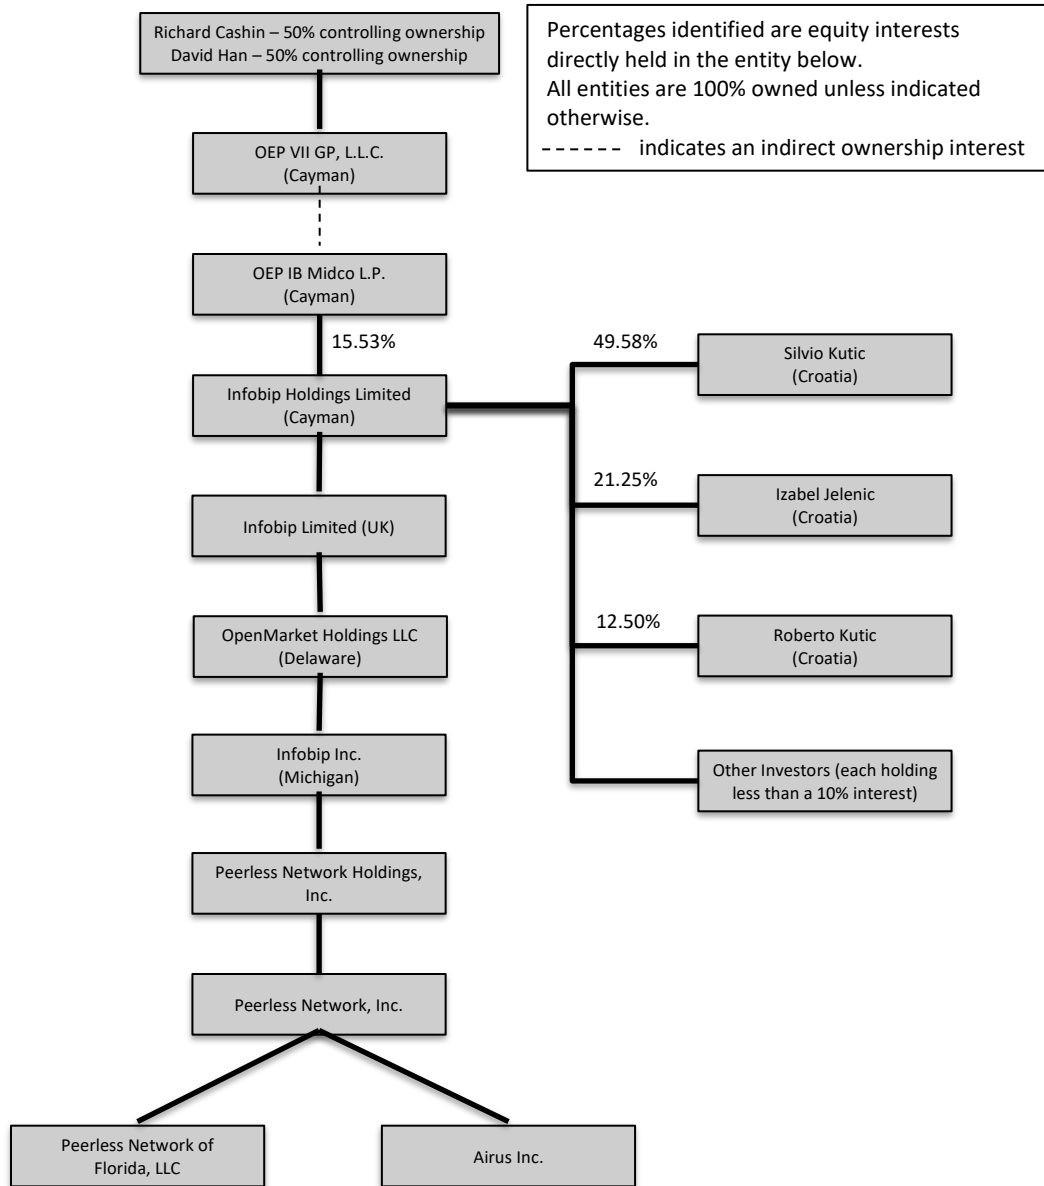 Richard Cashin – 50% controlling ownership
David Han – 50% controlling ownership
Percentages identified are equity interests
directly held in the entity below.
All entities are 100% owned unless indicated
otherwise.
------ indicates an indirect ownership interest
OEP VII GP, L.L.C.
(Cayman)
OEP IB Midco L.P.
(Cayman)
15.53%
49.58%
Silvio Kutic
(Croatia)
Infobip Holdings Limited
(Cayman)
21.25%
Izabel Jelenic
(Croatia)
Infobip Limited (UK)
12.50%
Roberto Kutic
(Croatia)
OpenMarket Holdings LLC
(Delaware)
Infobip Inc.
(Michigan)
Other Investors (each holding
less than a 10% interest)
Peerless Network Holdings,
Inc.
Peerless Network, Inc.
Peerless Network of
Florida, LLC
Airus Inc.